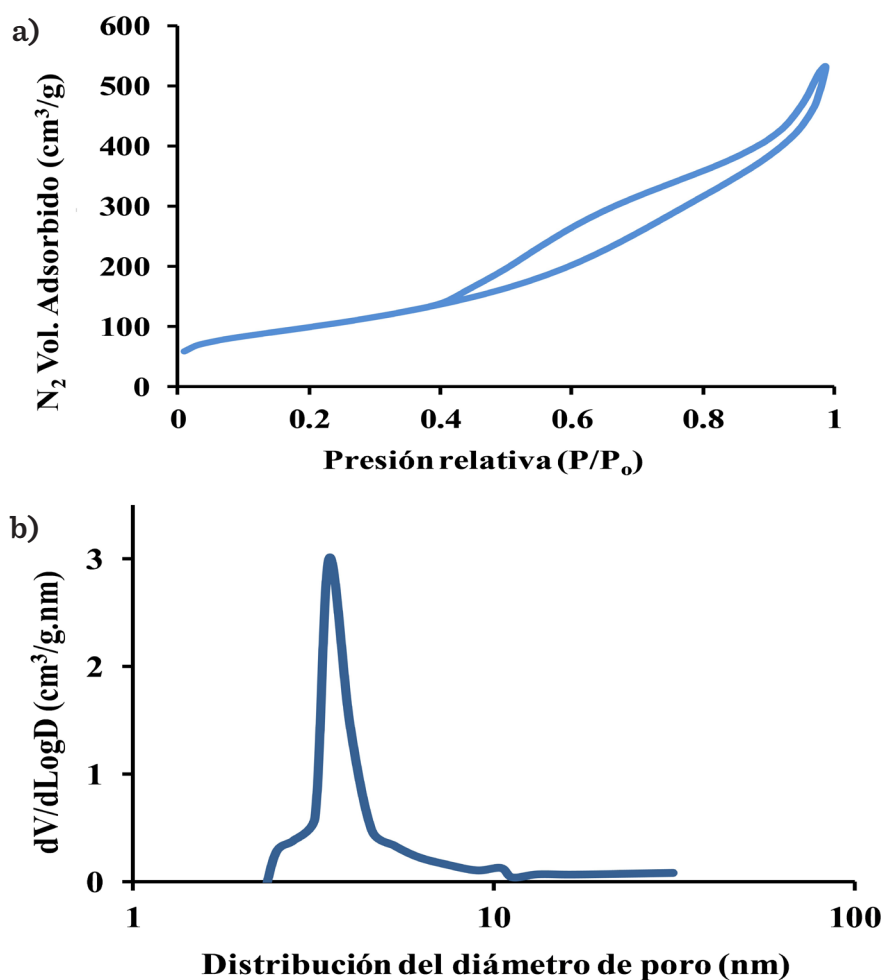 a)
600
500
400
300
200
100
0
N₂ Vol. Adsorbido (cm³/g)
0 0.2 0.4 0.6 0.8 1
Presión relativa (P/Pₒ)
b)
3
2
1
0
dV/dLogD (cm³/g.nm)
1 10 100
Distribución del diámetro de poro (nm)